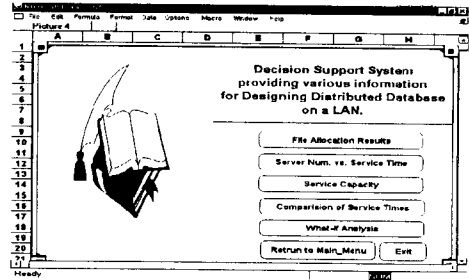 File Edit Formula Format Data Options Macro Window Help
Picture 4
A B C D E F G H
1
2
3
4
5
6
7
8
9
10
11
12
13
14
15
16
17
18
19
20
21
Decision Support System
providing various information
for Designing Distributed Database
on a LAN.
File Allocation Results
Server Num. vs. Service Time
Service Capacity
Comparision of Service Times
What-if Analysis
Retrun to Main_Menu Exit
Ready
NUM